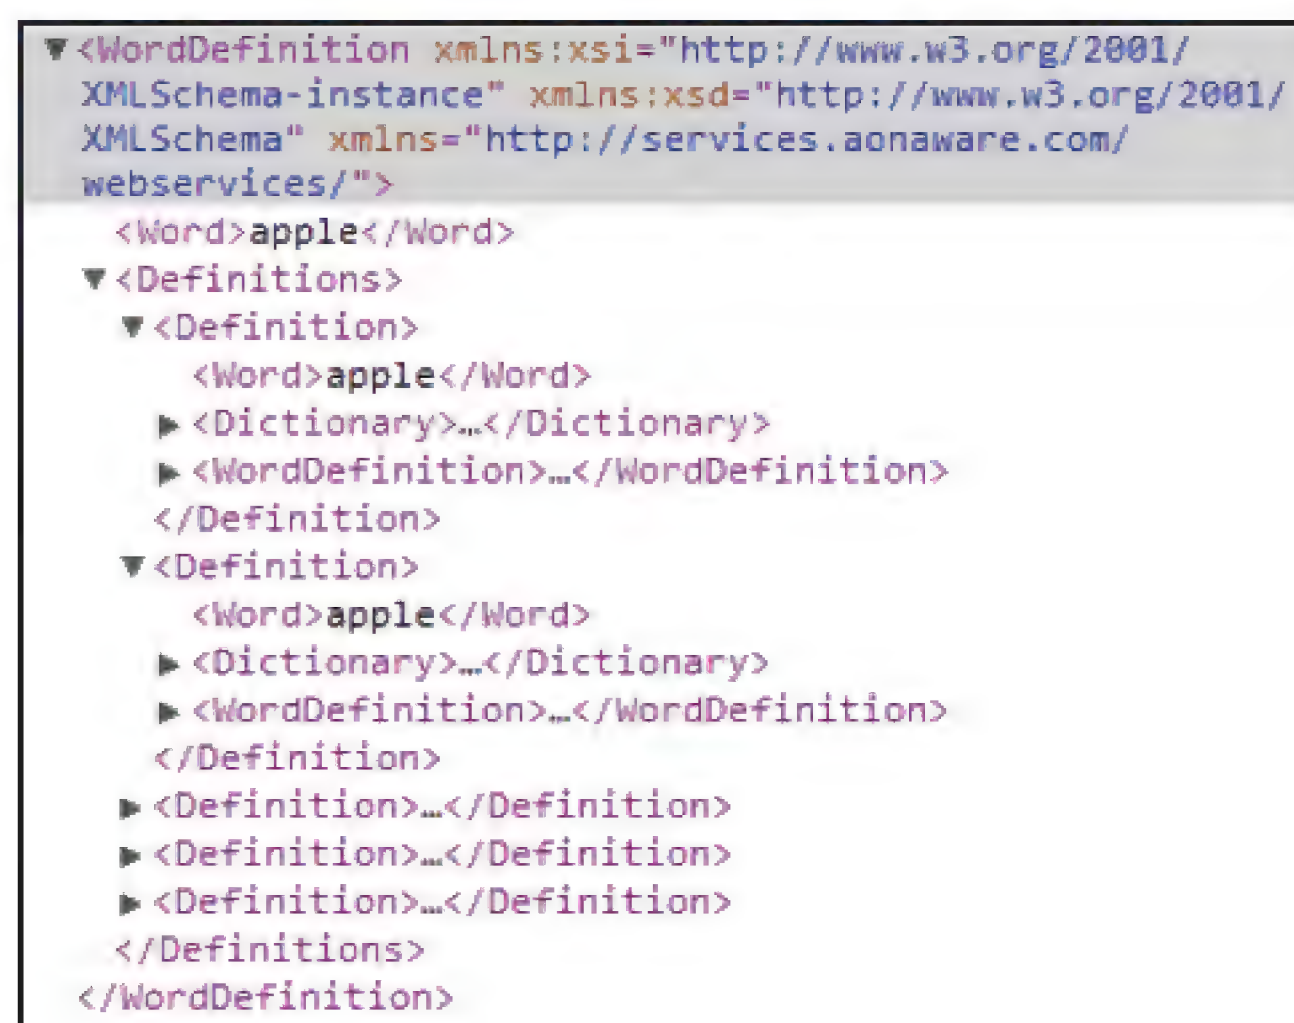 ▼<WordDefinition xmlns:xsi="http://www.w3.org/2001/
XMLSchema-instance" xmlns:xsd="http://www.w3.org/2001/
XMLSchema" xmlns="http://services.aonaware.com/
webservices/">
<Word>apple</Word>
▼<Definitions>
▼<Definition>
<Word>apple</Word>
▶<Dictionary>…</Dictionary>
▶<WordDefinition>…</WordDefinition>
</Definition>
▼<Definition>
<Word>apple</Word>
▶<Dictionary>…</Dictionary>
▶<WordDefinition>…</WordDefinition>
</Definition>
▶<Definition>…</Definition>
▶<Definition>…</Definition>
▶<Definition>…</Definition>
</Definitions>
</WordDefinition>